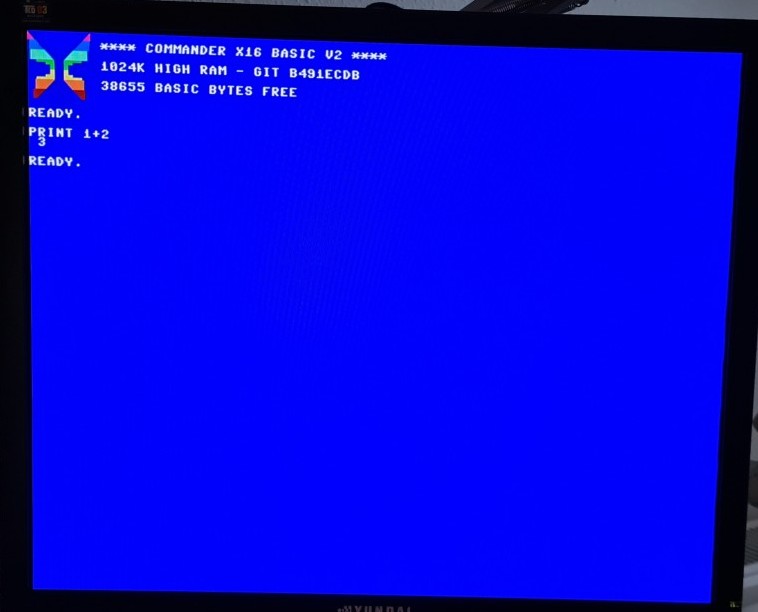 **** COMMANDER X16 BASIC V2 ****
1024K HIGH RAM - GIT B491ECDB
38655 BASIC BYTES FREE
READY.
PRINT 1+2
3
READY.
HYUNDAI